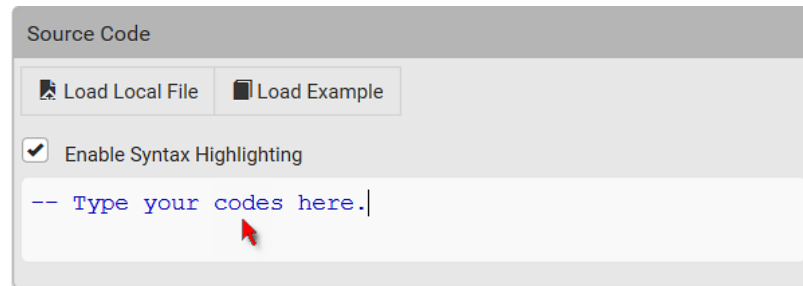 Source Code
Load Local File Load Example
Enable Syntax Highlighting
-- Type your codes here.